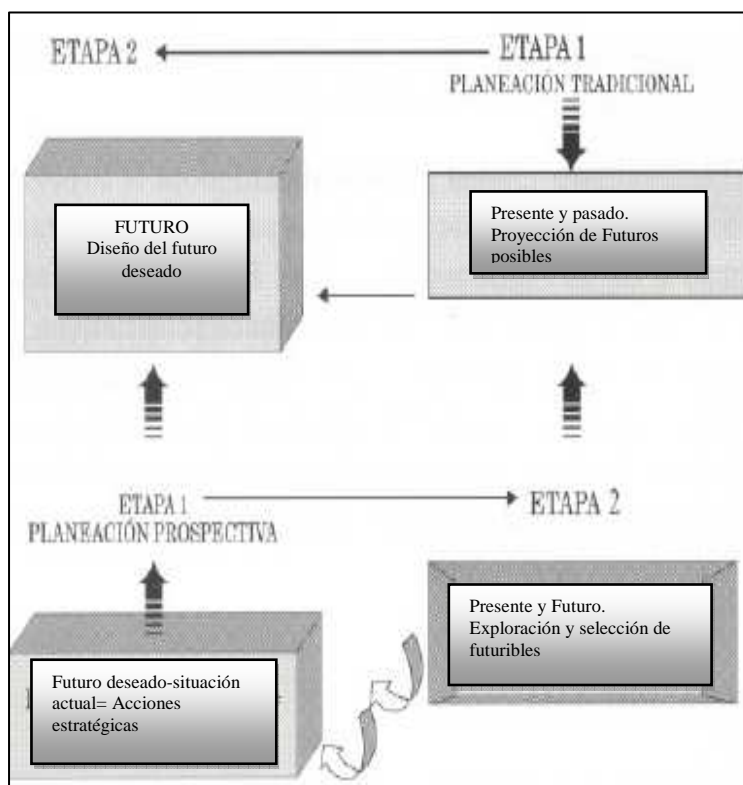 ETAPA 2
ETAPA 1
PLANEACIÓN TRADICIONAL
FUTURO
Diseño del futuro
deseado
Presente y pasado.
Proyección de Futuros
posibles
ETAPA 1
PLANEACIÓN PROSPECTIVA
ETAPA 2
Presente y Futuro.
Exploración y selección de
futuribles
Futuro deseado-situación
actual= Acciones
estratégicas